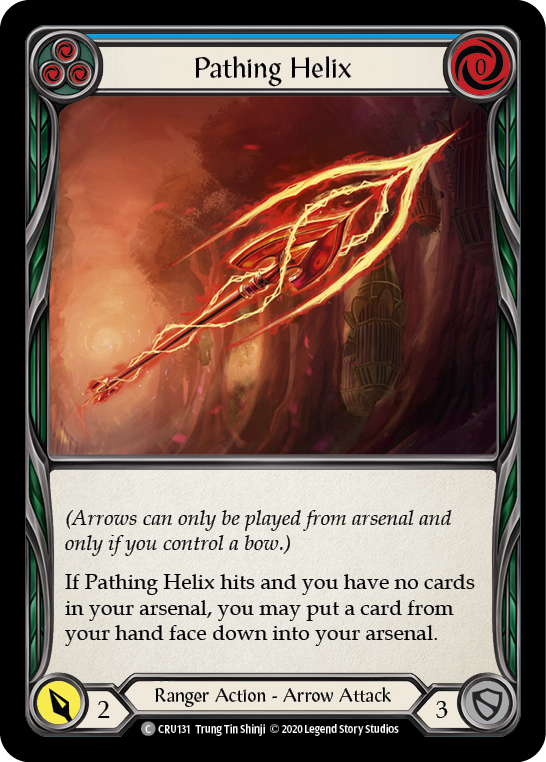 Pathing Helix
0
(Arrows can only be played from arsenal and
only if you control a bow.)
If Pathing Helix hits and you have no cards
in your arsenal, you may put a card from
your hand face down into your arsenal.
2
Ranger Action - Arrow Attack
3
C CRU131 Trung Tin Shinji © 2020 Legend Story Studios